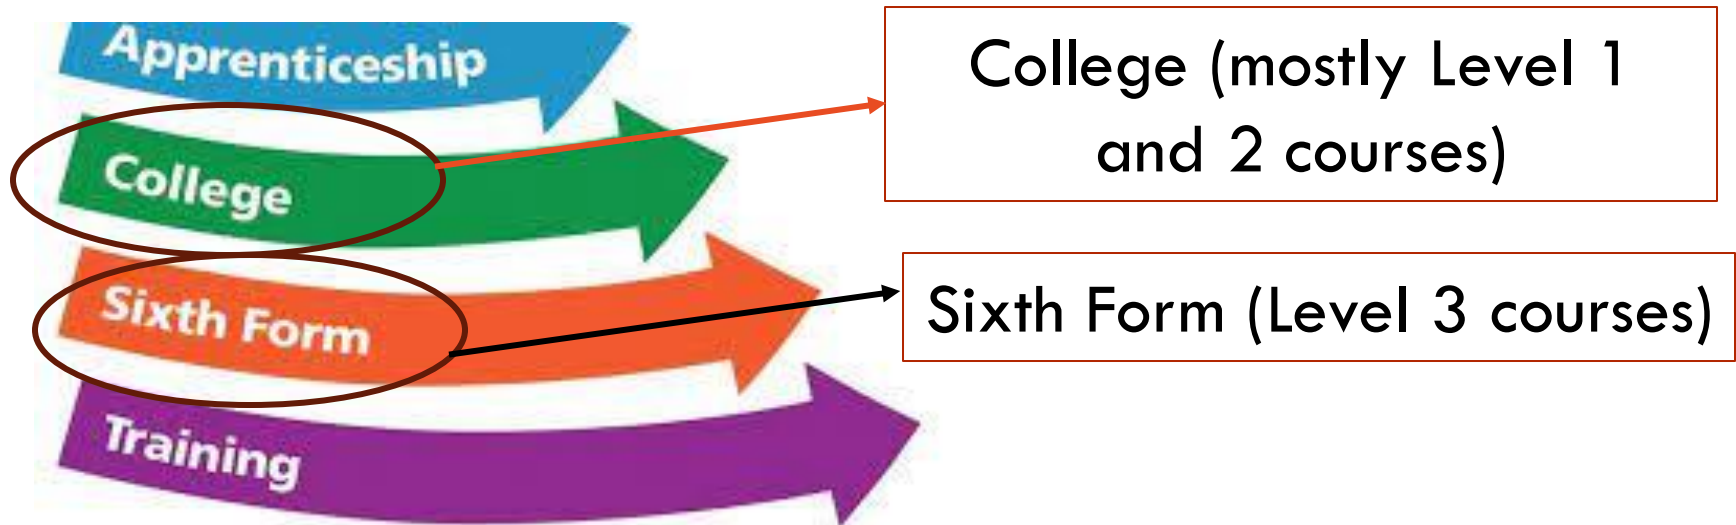 Apprenticeship
College
Sixth Form
Training
College (mostly Level 1
and 2 courses)
Sixth Form (Level 3 courses)